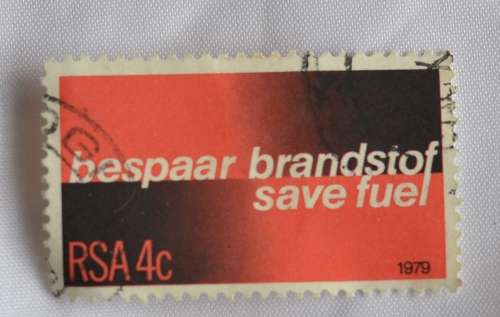 bespaar brandstof
save fuel
RSA 4c
1979